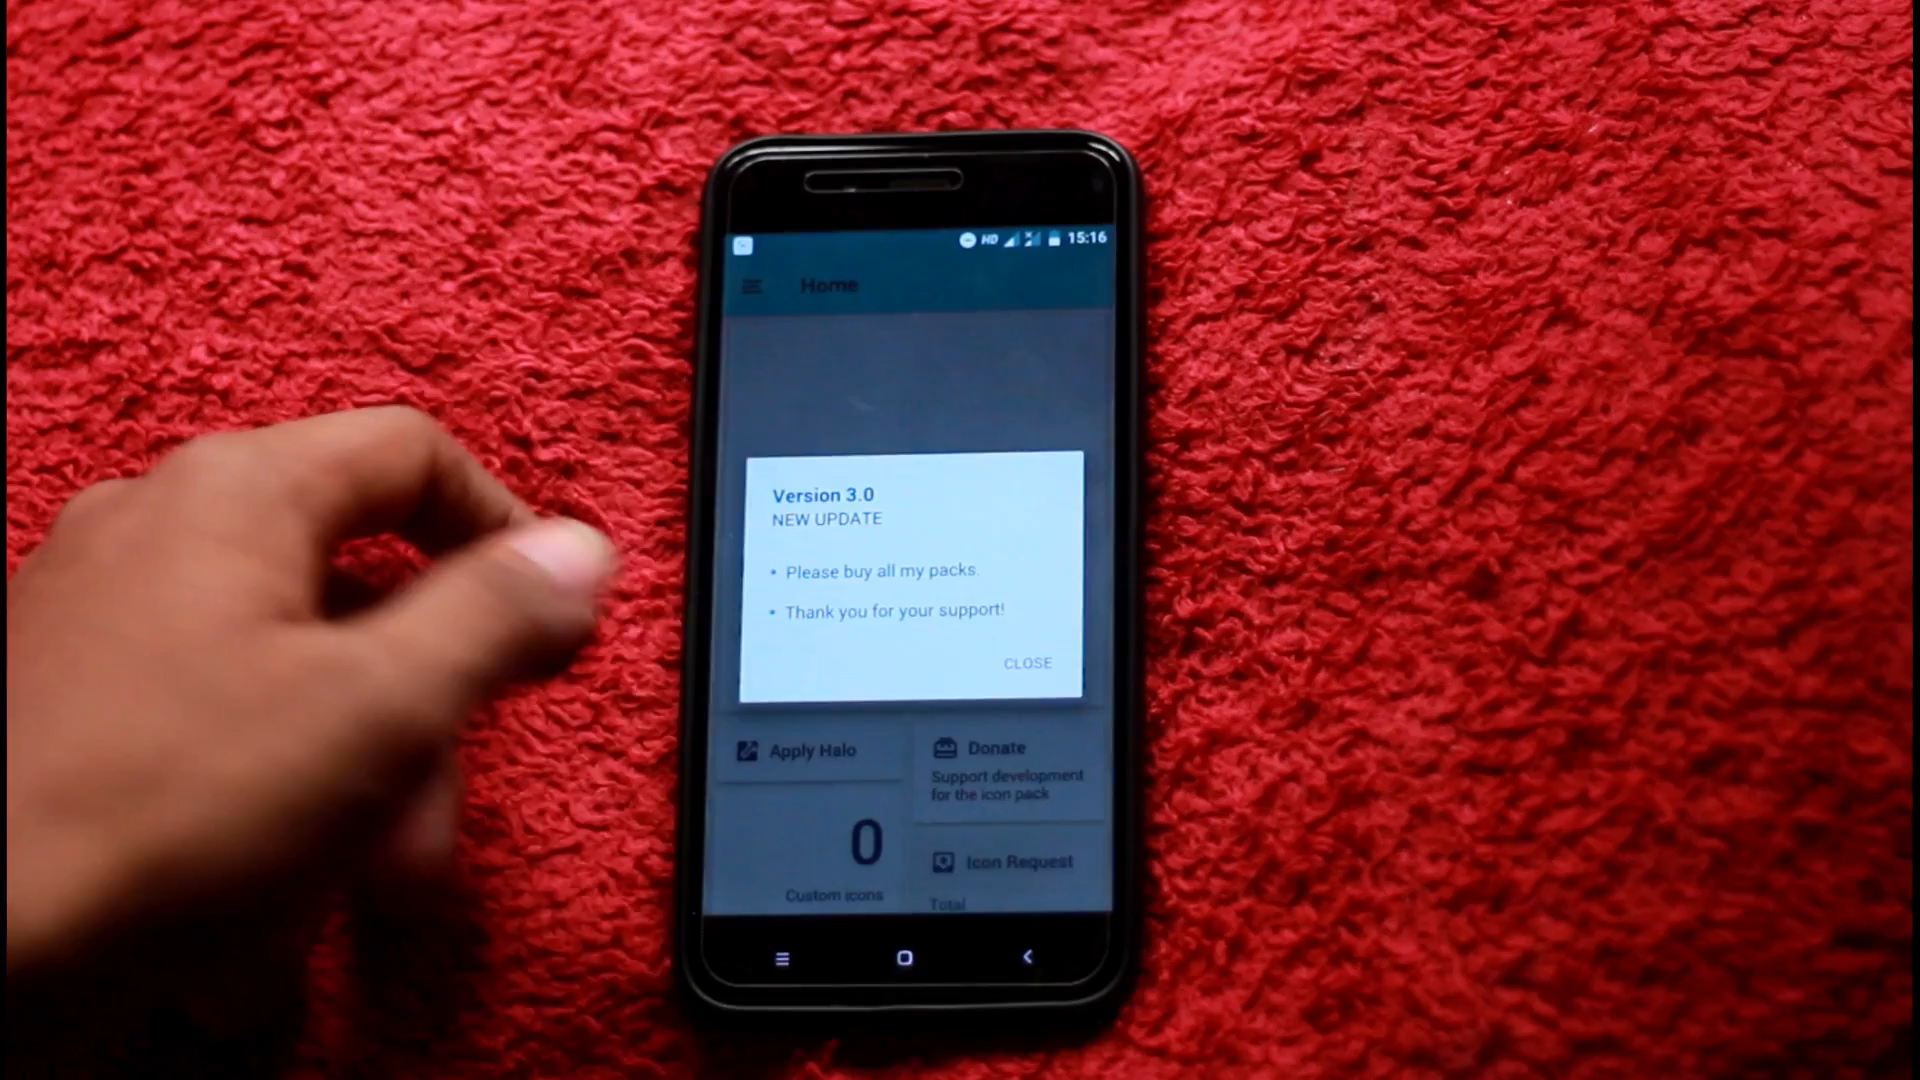 HD 15:16
Home
Version 3.0
NEW UPDATE
• Please buy all my packs.
• Thank you for your support!
CLOSE
Apply Halo
Donate
Support development
for the icon pack
0
Custom icons
Icon Request
Total